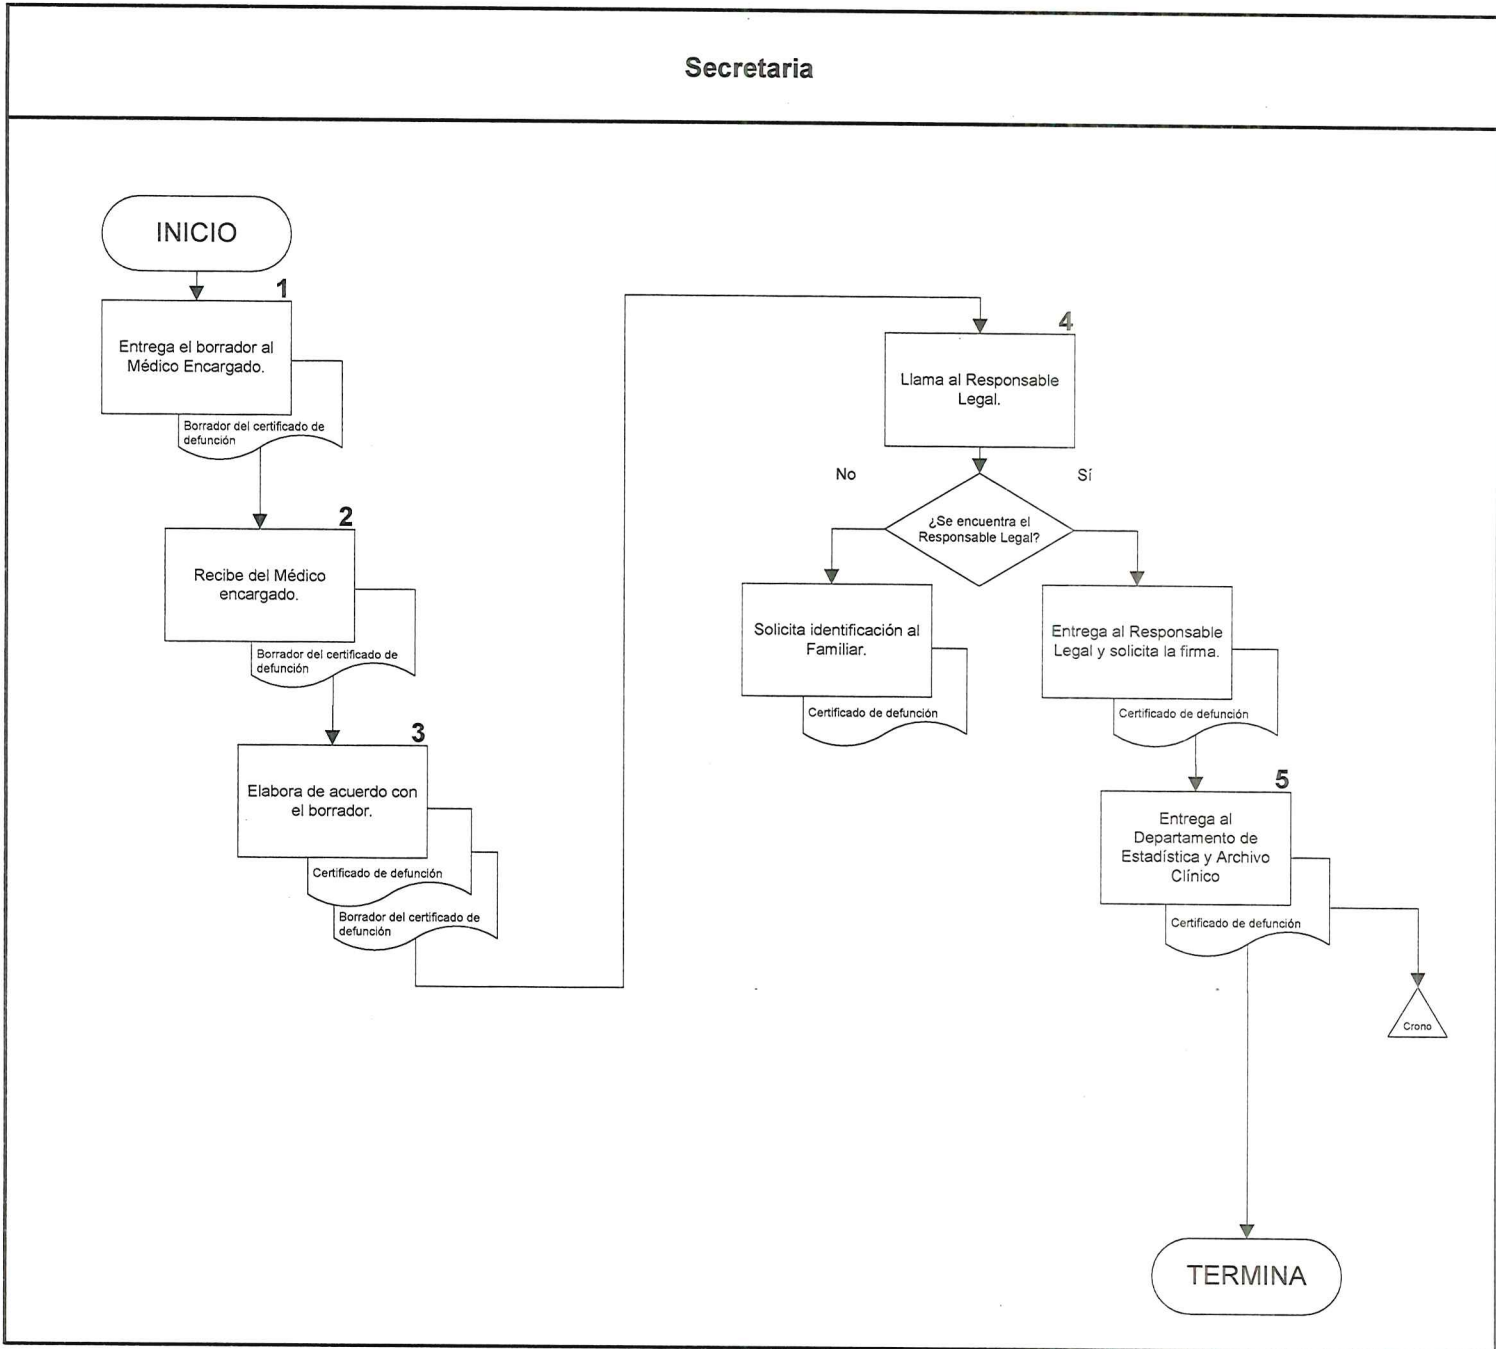 Secretaria
INICIO
1
Entrega el borrador al
Médico Encargado.
Borrador del certificado de
defunción
2
Recibe del Médico
encargado.
Borrador del certificado de
defunción
3
Elabora de acuerdo con
el borrador.
Certificado de defunción
Borrador del certificado de
defunción
4
Llama al Responsable
Legal.
No
Sí
¿Se encuentra el
Responsable Legal?
Solicita identificación al
Familiar.
Certificado de defunción
Entrega al Responsable
Legal y solicita la firma.
Certificado de defunción
5
Entrega al
Departamento de
Estadística y Archivo
Clínico
Certificado de defunción
Crono
TERMINA